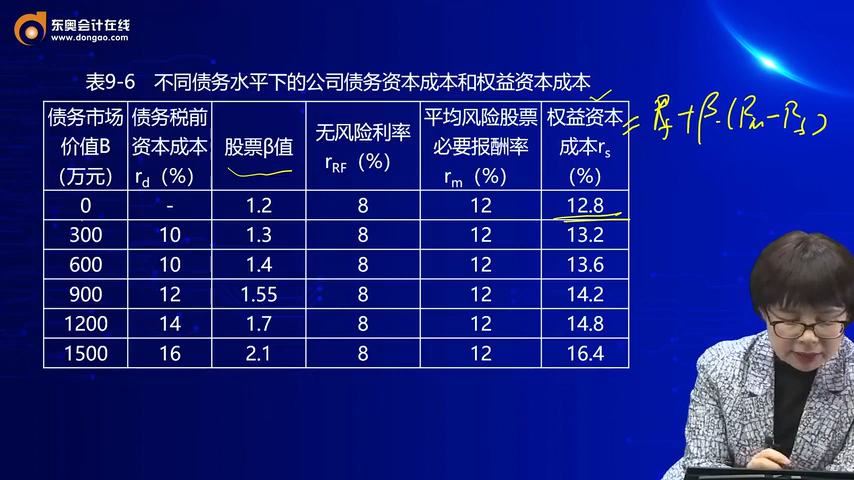 东奥会计在线
www.dongao.com
表9-6 不同债务水平下的公司债务资本成本和权益资本成本
债务市场价值B（万元） 债务税前资本成本rd（%） 股票β值 无风险利率rRF（%） 平均风险股票必要报酬率rm（%） 权益资本成本rs（%）
0 - 1.2 8 12 12.8
300 10 1.3 8 12 13.2
600 10 1.4 8 12 13.6
900 12 1.55 8 12 14.2
1200 14 1.7 8 12 14.8
1500 16 2.1 8 12 16.4
= Rf+β·(Rm-Rf)